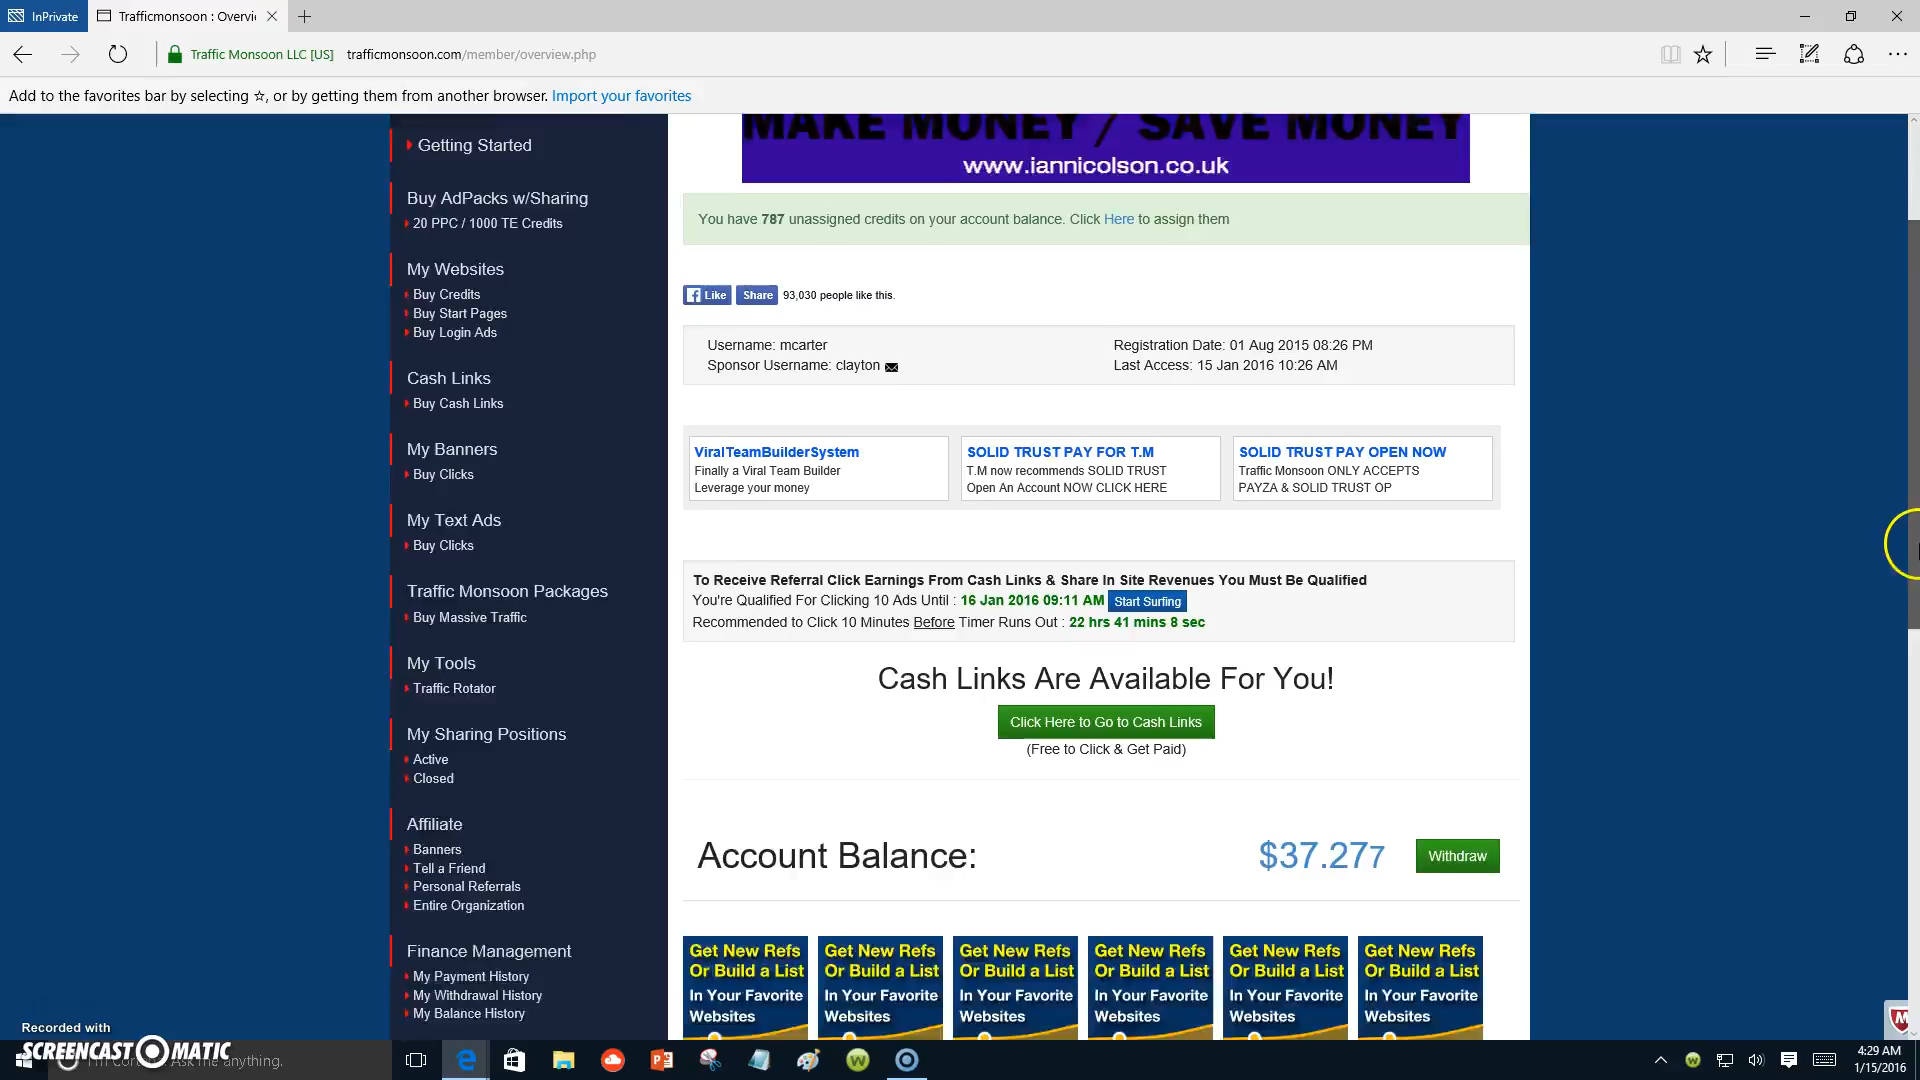 InPrivate
Trafficmonsoon : Overvi
Traffic Monsoon LLC [US]
trafficmonsoon.com/member/overview.php
Add to the favorites bar by selecting ☆, or by getting them from another browser. Import your favorites
Getting Started
Buy AdPacks w/Sharing
20 PPC / 1000 TE Credits
My Websites
Buy Credits
Buy Start Pages
Buy Login Ads
Cash Links
Buy Cash Links
My Banners
Buy Clicks
My Text Ads
Buy Clicks
Traffic Monsoon Packages
Buy Massive Traffic
My Tools
Traffic Rotator
My Sharing Positions
Active
Closed
Affiliate
Banners
Tell a Friend
Personal Referrals
Entire Organization
Finance Management
My Payment History
My Withdrawal History
My Balance History
MAKE MONEY / SAVE MONEY
www.iannicolson.co.uk
You have 787 unassigned credits on your account balance. Click Here to assign them
Like
Share
93,030 people like this.
Username: mcarter
Sponsor Username: clayton
Registration Date: 01 Aug 2015 08:26 PM
Last Access: 15 Jan 2016 10:26 AM
ViralTeamBuilderSystem
Finally a Viral Team Builder
Leverage your money
SOLID TRUST PAY FOR T.M
T.M now recommends SOLID TRUST
Open An Account NOW CLICK HERE
SOLID TRUST PAY OPEN NOW
Traffic Monsoon ONLY ACCEPTS
PAYZA & SOLID TRUST OP
To Receive Referral Click Earnings From Cash Links & Share In Site Revenues You Must Be Qualified
You're Qualified For Clicking 10 Ads Until : 16 Jan 2016 09:11 AM Start Surfing
Recommended to Click 10 Minutes Before Timer Runs Out : 22 hrs 41 mins 8 sec
Cash Links Are Available For You!
Click Here to Go to Cash Links
(Free to Click & Get Paid)
Account Balance:
$37.277
Withdraw
Get New Refs
Or Build a List
In Your Favorite
Websites
Get New Refs
Or Build a List
In Your Favorite
Websites
Get New Refs
Or Build a List
In Your Favorite
Websites
Get New Refs
Or Build a List
In Your Favorite
Websites
Get New Refs
Or Build a List
In Your Favorite
Websites
Get New Refs
Or Build a List
In Your Favorite
Websites
Recorded with
SCREENCAST MATIC
Ask me anything.
4:29 AM
1/15/2016